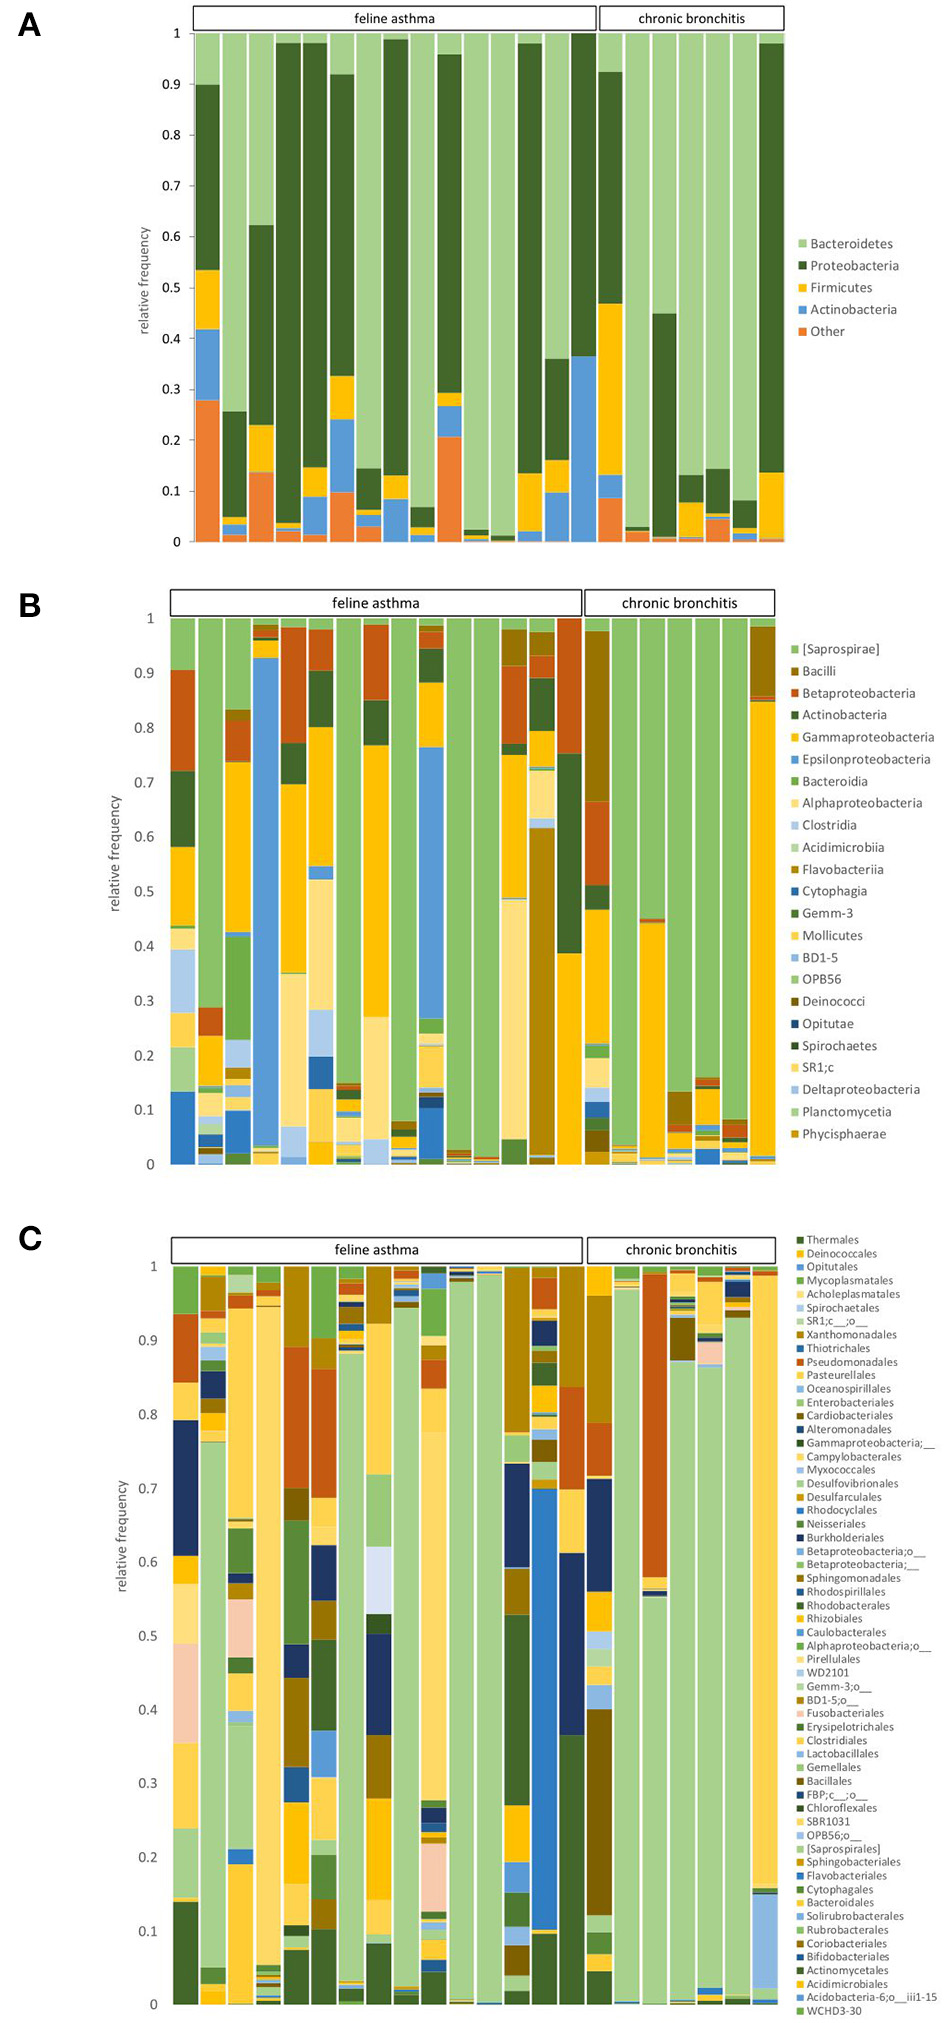 A
feline asthma
chronic bronchitis
1
0.9
0.8
0.7
0.6
0.5
0.4
0.3
0.2
0.1
0
relative frequency
Bacteroidetes
Proteobacteria
Firmicutes
Actinobacteria
Other
B
feline asthma
chronic bronchitis
1
0.9
0.8
0.7
0.6
0.5
0.4
0.3
0.2
0.1
0
relative frequency
[Saprospirae]
Bacilli
Betaproteobacteria
Actinobacteria
Gammaproteobacteria
Epsilonproteobacteria
Bacteroidia
Alphaproteobacteria
Clostridia
Acidimicrobiia
Flavobacteriia
Cytophagia
Gemm-3
Mollicutes
BD1-5
OPB56
Deinococci
Opitutae
Spirochaetes
SR1;c
Deltaproteobacteria
Planctomycetia
Phycisphaerae
C
feline asthma
chronic bronchitis
1
0.9
0.8
0.7
0.6
0.5
0.4
0.3
0.2
0.1
0
relative frequency
Thermales
Deinococcales
Opitutales
Mycoplasmatales
Acholeplasmatales
Spirochaetales
SR1;c__;o__
Xanthomonadales
Thiotrichales
Pseudomonadales
Pasteurellales
Oceanospirillales
Enterobacteriales
Cardiobacteriales
Alteromonadales
Gammaproteobacteria;__
Campylobacterales
Myxococcales
Desulfovibrionales
Desulfarculales
Rhodocyclales
Neisseriales
Burkholderiales
Betaproteobacteria;o__
Betaproteobacteria;__
Sphingomonadales
Rhodospirillales
Rhodobacterales
Rhizobiales
Caulobacterales
Alphaproteobacteria;o__
Pirellulales
WD2101
Gemm-3;o__
BD1-5;o__
Fusobacteriales
Erysipelotrichales
Clostridiales
Lactobacillales
Gemellales
Bacillales
FBP;c__;o__
Chloroflexales
SBR1031
OPB56;o__
[Saprospirales]
Sphingobacteriales
Flavobacteriales
Cytophagales
Bacteroidales
Solirubrobacterales
Rubrobacterales
Coriobacteriales
Bifidobacteriales
Actinomycetales
Acidimicrobiales
Acidobacteria-6;o__iii1-15
WCHD3-30